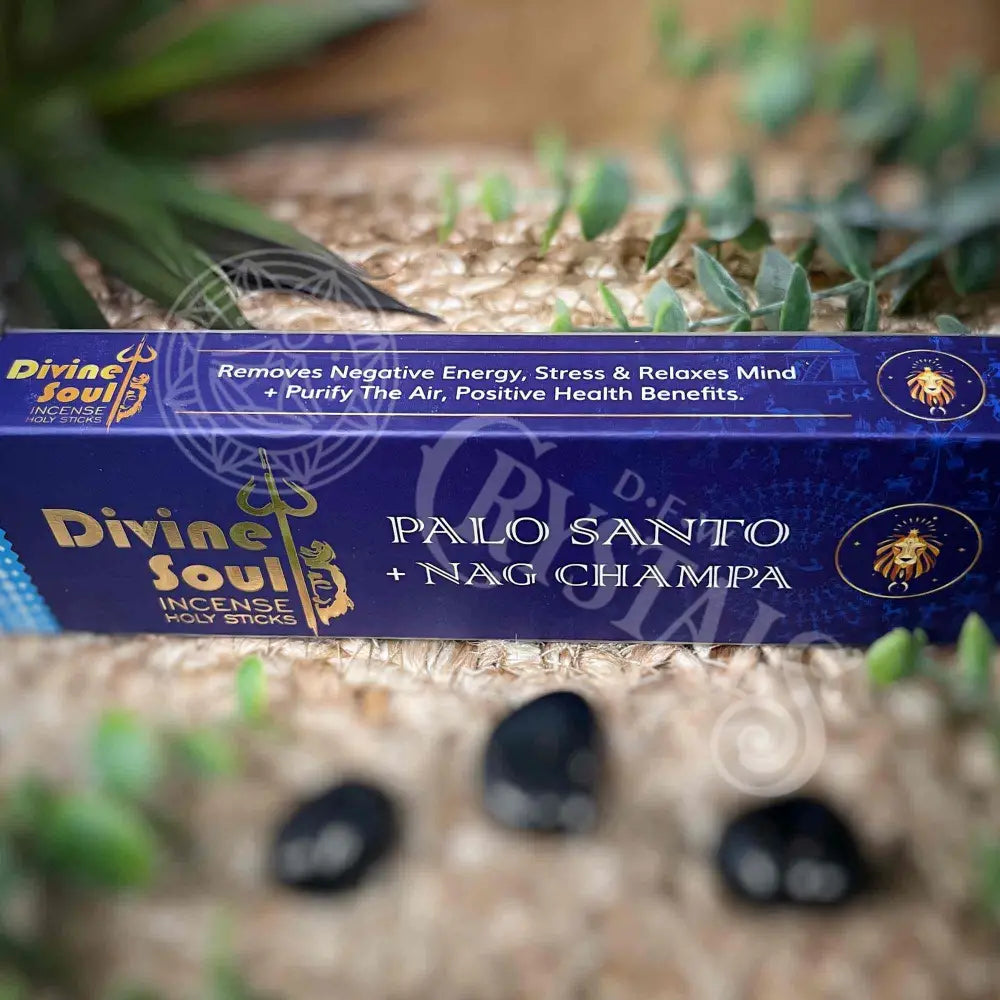 Divine
Soul
INCENSE
HOLY STICKS
Removes Negative Energy, Stress & Relaxes Mind
+ Purify The Air, Positive Health Benefits.
Divine
Soul
INCENSE
HOLY STICKS
PALO SANTO
+ NAG CHAMPA
CRYSTALS